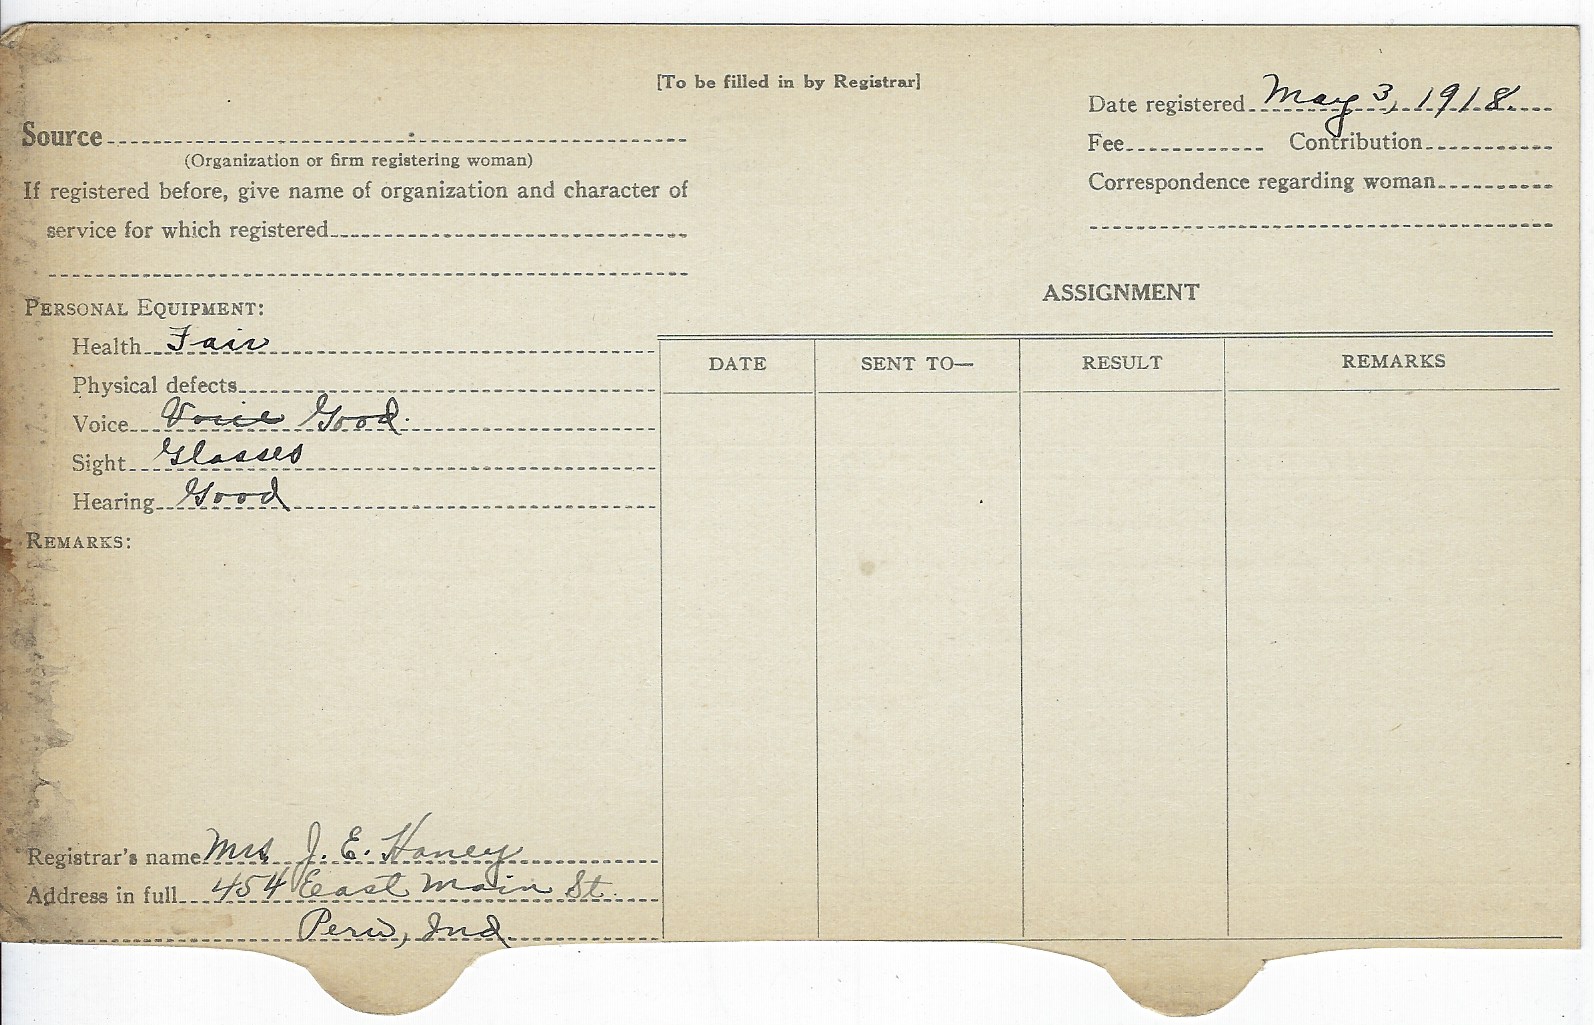 [To be filled in by Registrar]
Date registered May 3, 1918.
Source
(Organization or firm registering woman)
Fee Contribution
If registered before, give name of organization and character of
Correspondence regarding woman
service for which registered
ASSIGNMENT
PERSONAL EQUIPMENT:
Health Fair
DATE SENT TO— RESULT REMARKS
Physical defects
Voice Voice Good.
Sight Glasses
Hearing Good
REMARKS:
Registrar's name Mrs J. E. Haney
Address in full 454 East Main St.
Peru, Ind